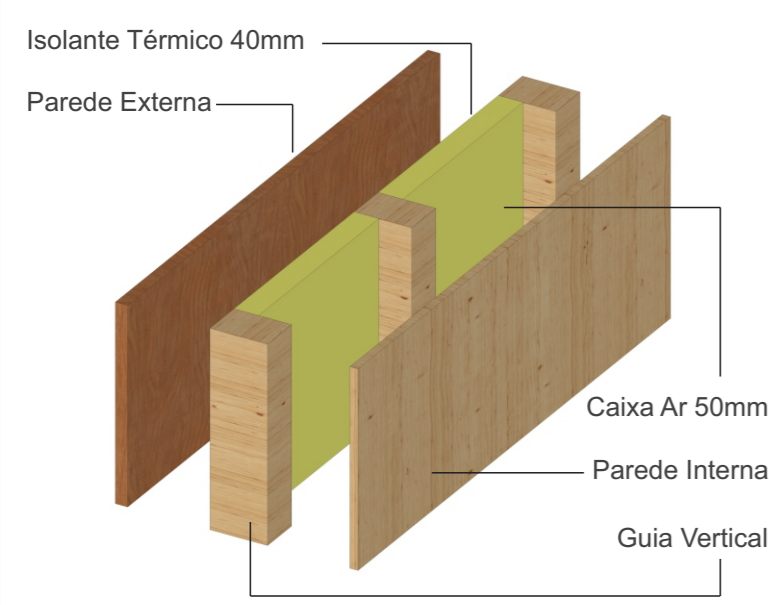 Isolante Térmico 40mm
Parede Externa
Caixa Ar 50mm
Parede Interna
Guia Vertical